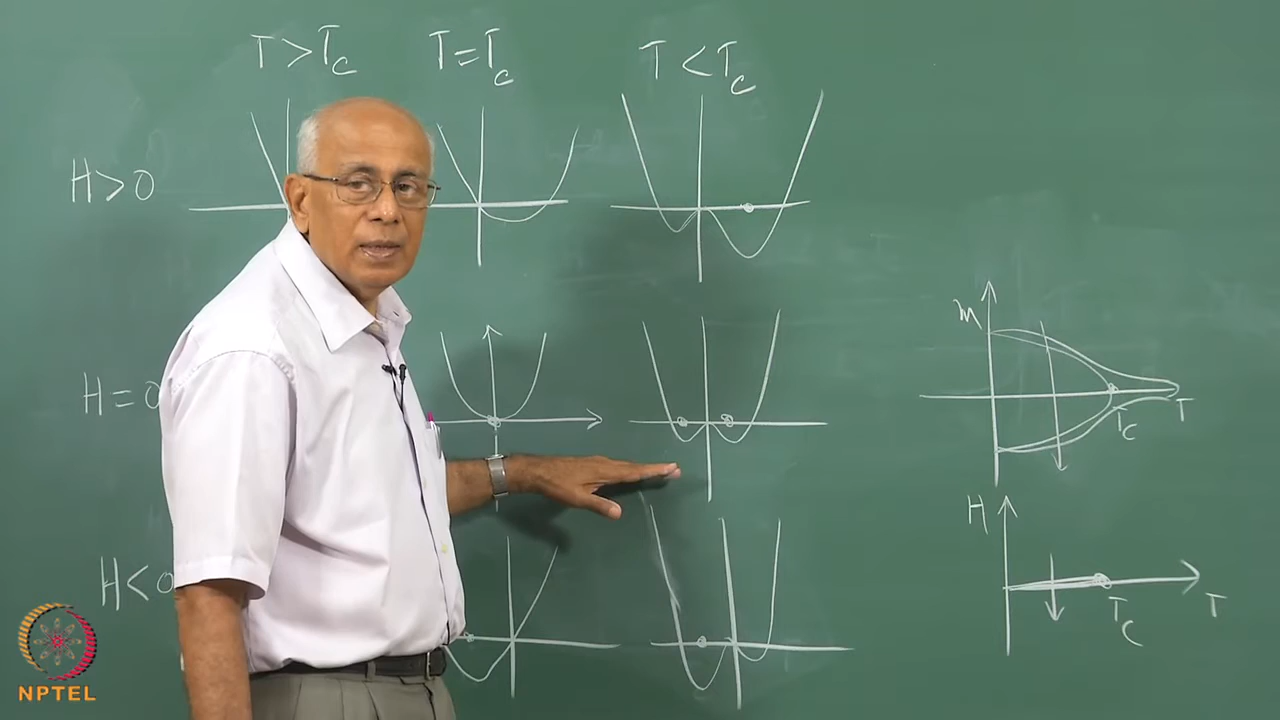 T > T_c T = T_c T < T_c
H > 0
H = 0
H < 0
m
T_c T
H
T_c T
NPTEL